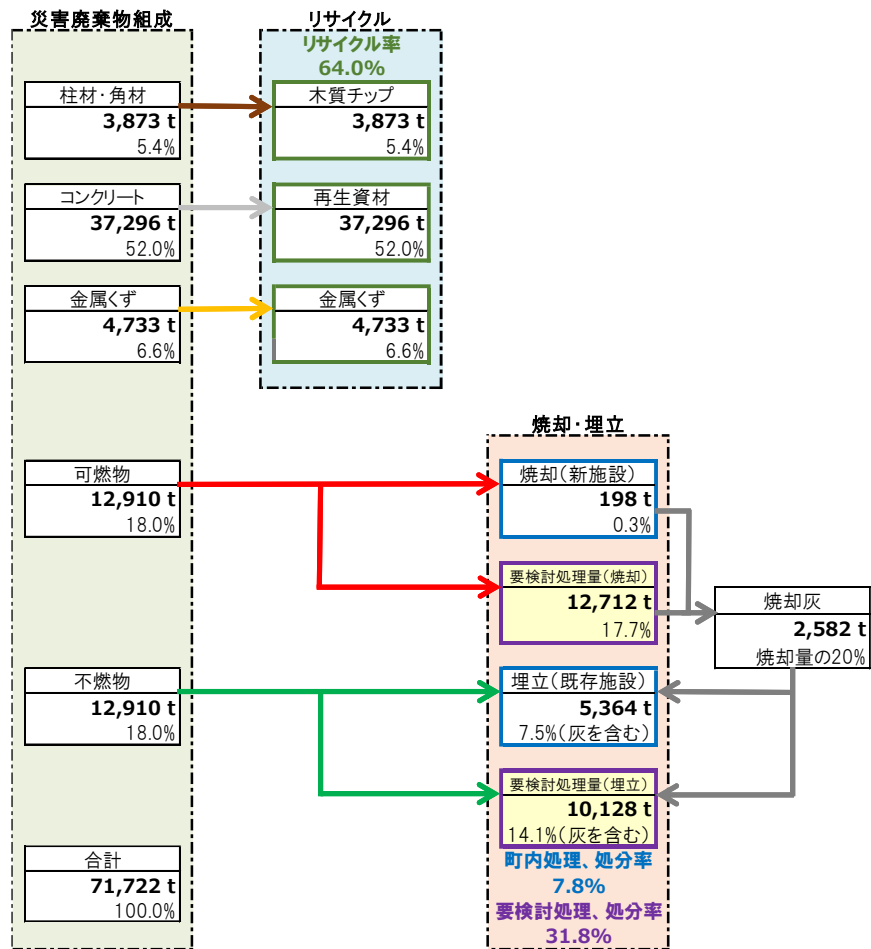 災害廃棄物組成
リサイクル
リサイクル率
64.0%
柱材・角材
3,873 t
5.4%
木質チップ
3,873 t
5.4%
コンクリート
37,296 t
52.0%
再生資材
37,296 t
52.0%
金属くず
4,733 t
6.6%
金属くず
4,733 t
6.6%
焼却・埋立
可燃物
12,910 t
18.0%
焼却(新施設)
198 t
0.3%
要検討処理量(焼却)
12,712 t
17.7%
焼却灰
2,582 t
焼却量の20%
不燃物
12,910 t
18.0%
埋立(既存施設)
5,364 t
7.5%(灰を含む)
要検討処理量(埋立)
10,128 t
14.1%(灰を含む)
合計
71,722 t
100.0%
町内処理、処分率
7.8%
要検討処理、処分率
31.8%